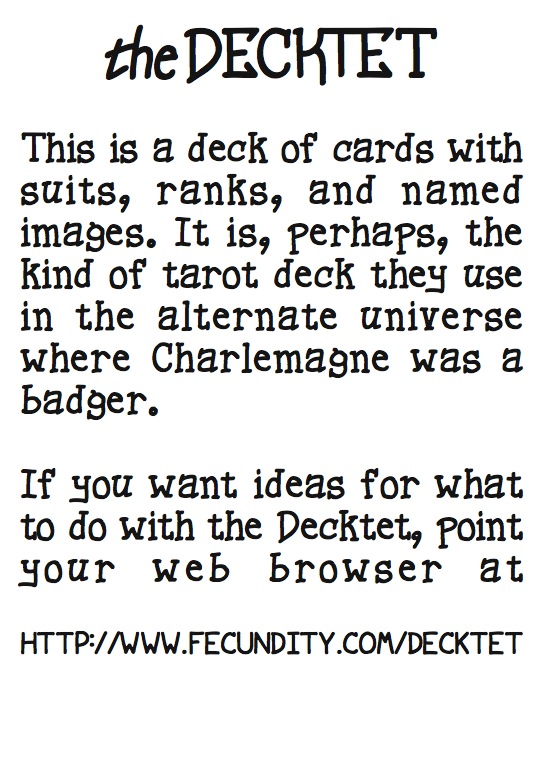 the DECKTET
This is a deck of cards with
suits, ranks, and named
images. It is, perhaps, the
kind of tarot deck they use
in the alternate universe
where Charlemagne was a
badger.
If you want ideas for what
to do with the Decktet, point
your web browser at
HTTP://WWW.FECUNDITY.COM/DECKTET